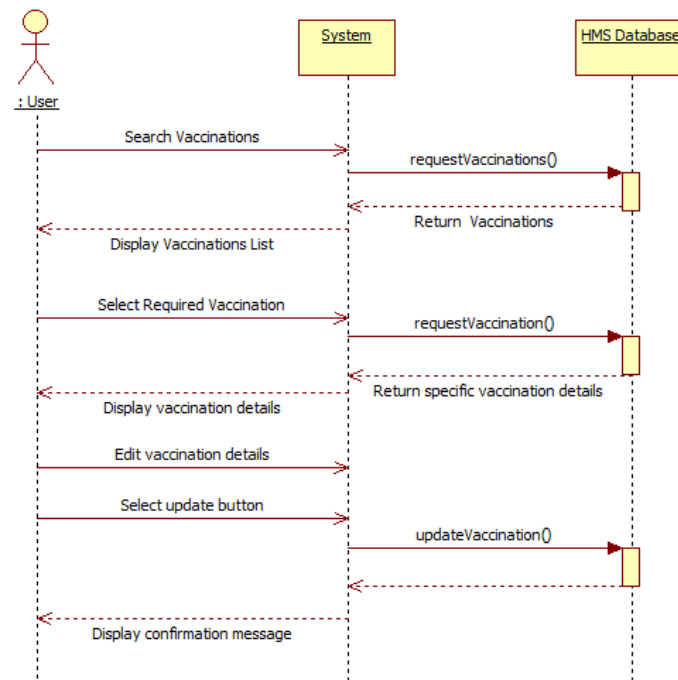 System
HMS Database
: User
Search Vaccinations
requestVaccinations()
Return Vaccinations
Display Vaccinations List
Select Required Vaccination
requestVaccination()
Return specific vaccination details
Display vaccination details
Edit vaccination details
Select update button
updateVaccination()
Display confirmation message